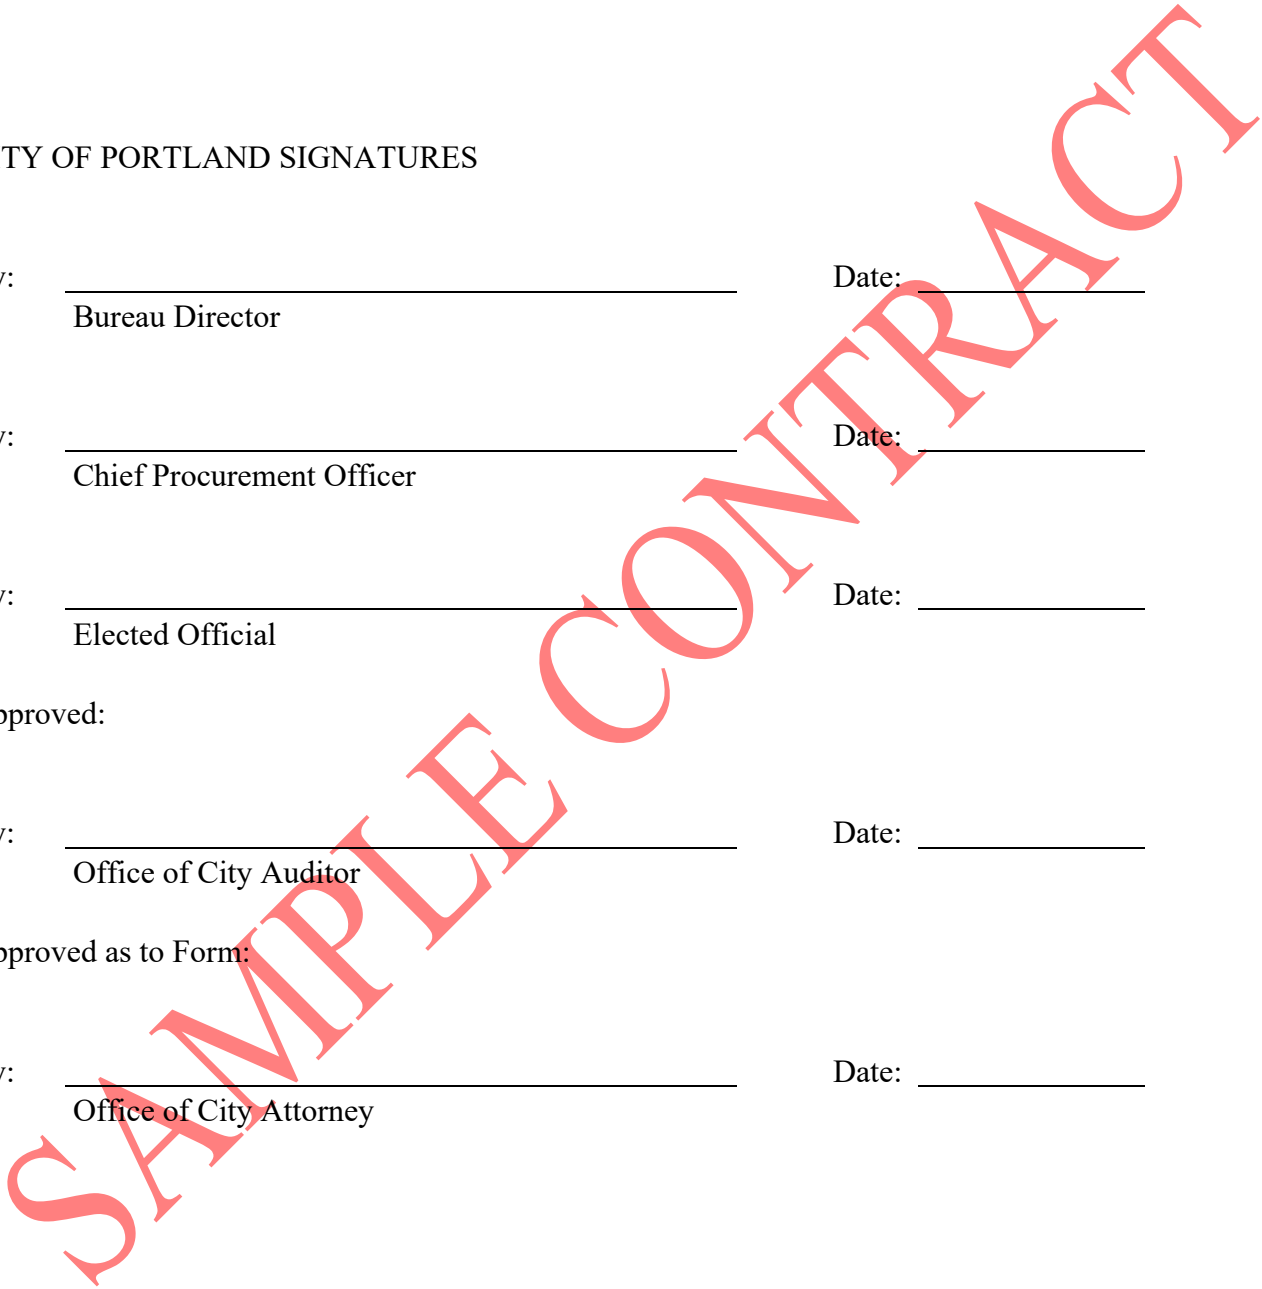 TY OF PORTLAND SIGNATURES
y: Date:
Bureau Director
y: Date:
Chief Procurement Officer
y: Date:
Elected Official
pproved:
y: Date:
Office of City Auditor
pproved as to Form:
y: Date:
Office of City Attorney
SAMPLE CONTRACT